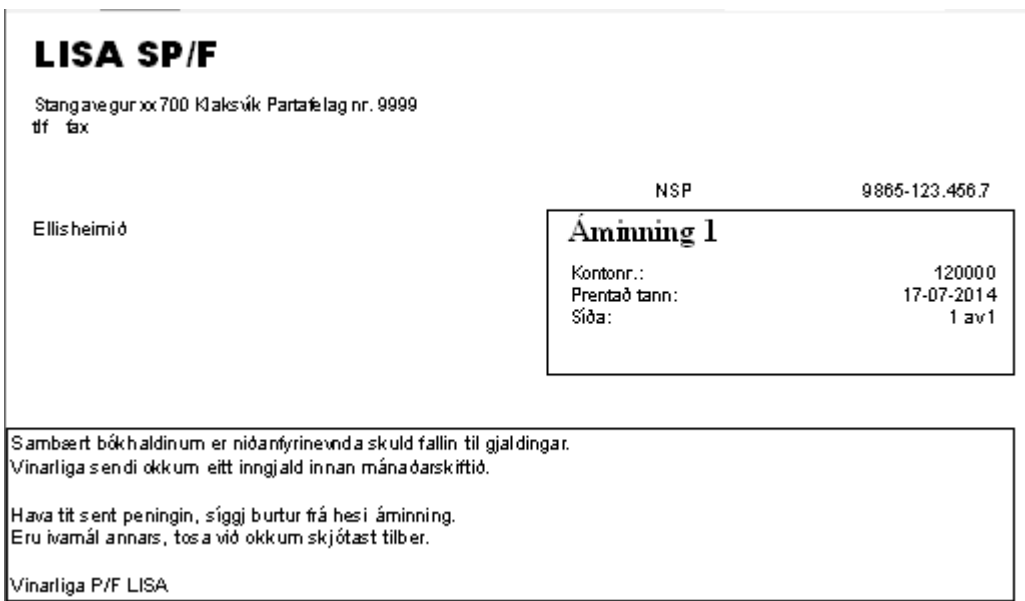 LISA SP/F
Stangavegur xx 700 Klaksvík Partafelag nr. 9999
tlf fax
NSP 9865-123.456.7
Ellisheimið
Áminning 1
Kontonr.: 120000
Prentað tann: 17-07-2014
Síða: 1 av 1
Sambært bókhaldinum er niðanfyrinevnda skuld fallin til gjaldingar.
Vinarliga sendi okkum eitt inngjald innan mánaðarskiftið.
Hava tit sent peningin, síggj burtur frá hesi áminning.
Eru ivamál annars, tosa við okkum skjótast tilber.
Vinarliga P/F LISA